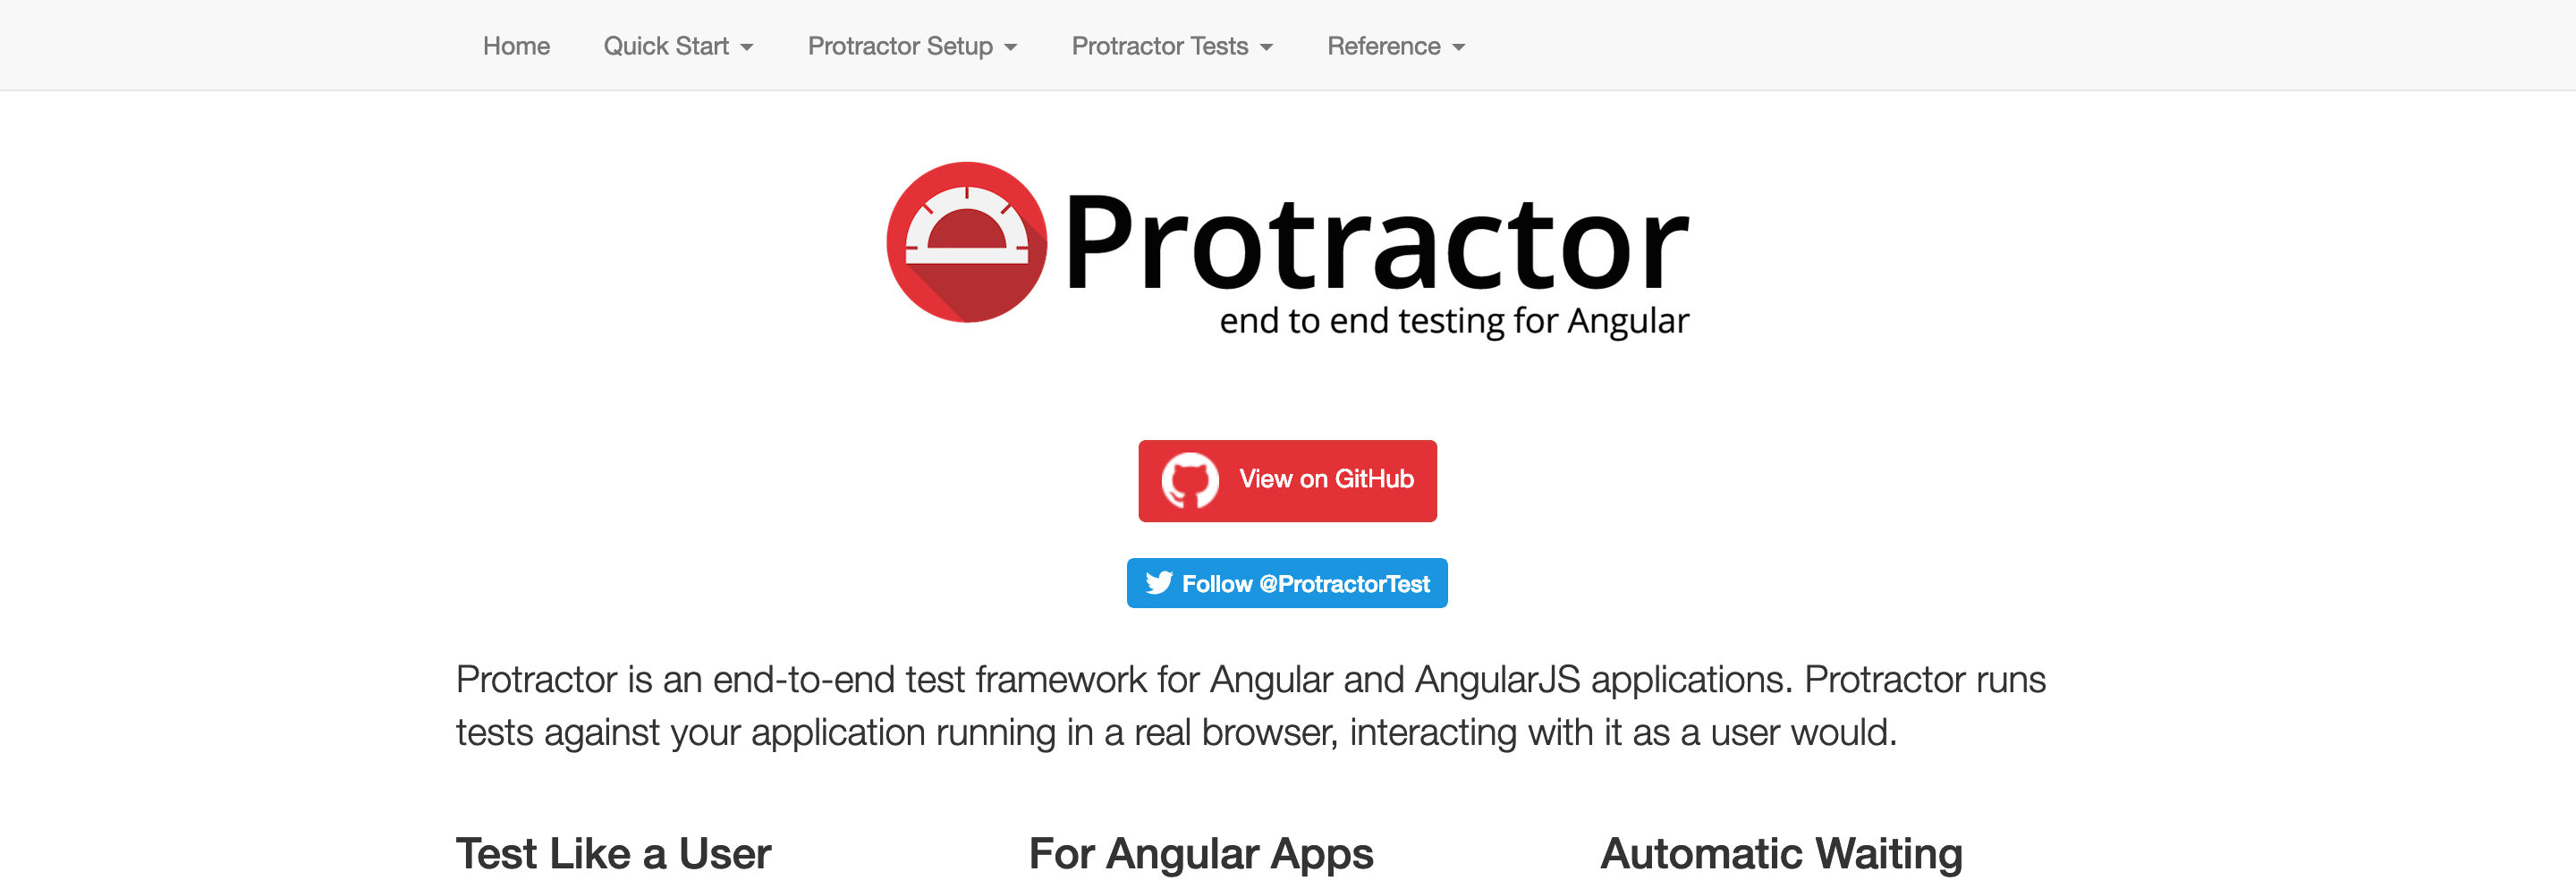 Home Quick Start Protractor Setup Protractor Tests Reference
Protractor
end to end testing for Angular
View on GitHub
Follow @ProtractorTest
Protractor is an end-to-end test framework for Angular and AngularJS applications. Protractor runs
tests against your application running in a real browser, interacting with it as a user would.
Test Like a User For Angular Apps Automatic Waiting